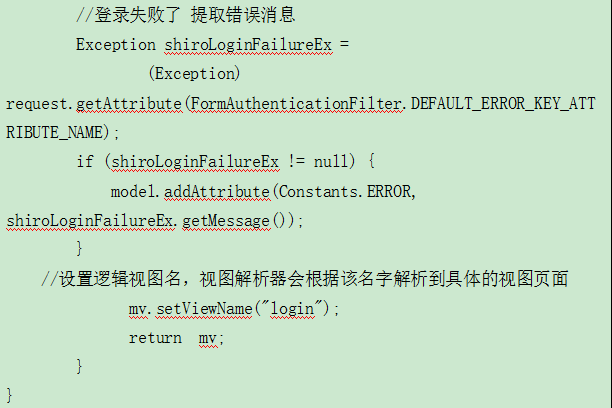 //登录失败了 提取错误消息
Exception shiroLoginFailureEx =
(Exception)
request.getAttribute(FormAuthenticationFilter.DEFAULT_ERROR_KEY_ATT
RIBUTE_NAME);
if (shiroLoginFailureEx != null) {
model.addAttribute(Constants.ERROR,
shiroLoginFailureEx.getMessage());
}
//设置逻辑视图名，视图解析器会根据该名字解析到具体的视图页面
mv.setViewName("login");
return  mv;
}
}